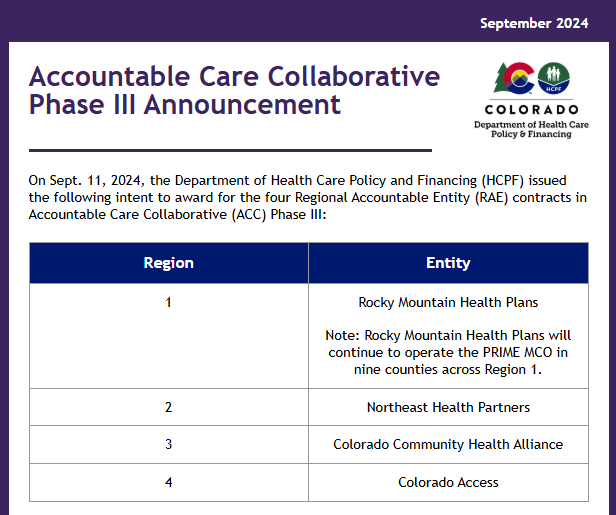 September 2024
Accountable Care Collaborative
Phase III Announcement
HCPF
COLORADO
Department of Health Care
Policy & Financing
On Sept. 11, 2024, the Department of Health Care Policy and Financing (HCPF) issued
the following intent to award for the four Regional Accountable Entity (RAE) contracts in
Accountable Care Collaborative (ACC) Phase III:
Region
Entity
1
Rocky Mountain Health Plans
Note: Rocky Mountain Health Plans will
continue to operate the PRIME MCO in
nine counties across Region 1.
2
Northeast Health Partners
3
Colorado Community Health Alliance
4
Colorado Access